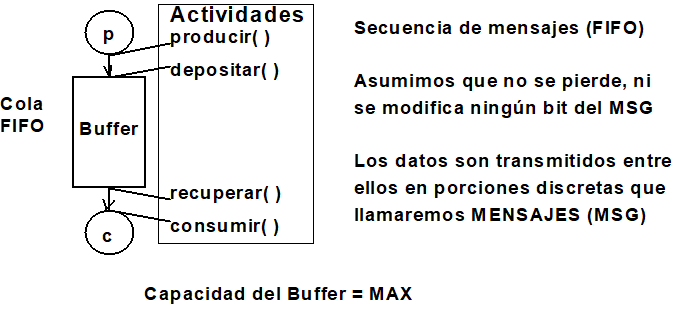 Actividades
p
producir( )
depositar( )
Cola
FIFO
Buffer
recuperar( )
consumir( )
c
Secuencia de mensajes (FIFO)
Asumimos que no se pierde, ni
se modifica ningún bit del MSG
Los datos son transmitidos entre
ellos en porciones discretas que
llamaremos MENSAJES (MSG)
Capacidad del Buffer = MAX